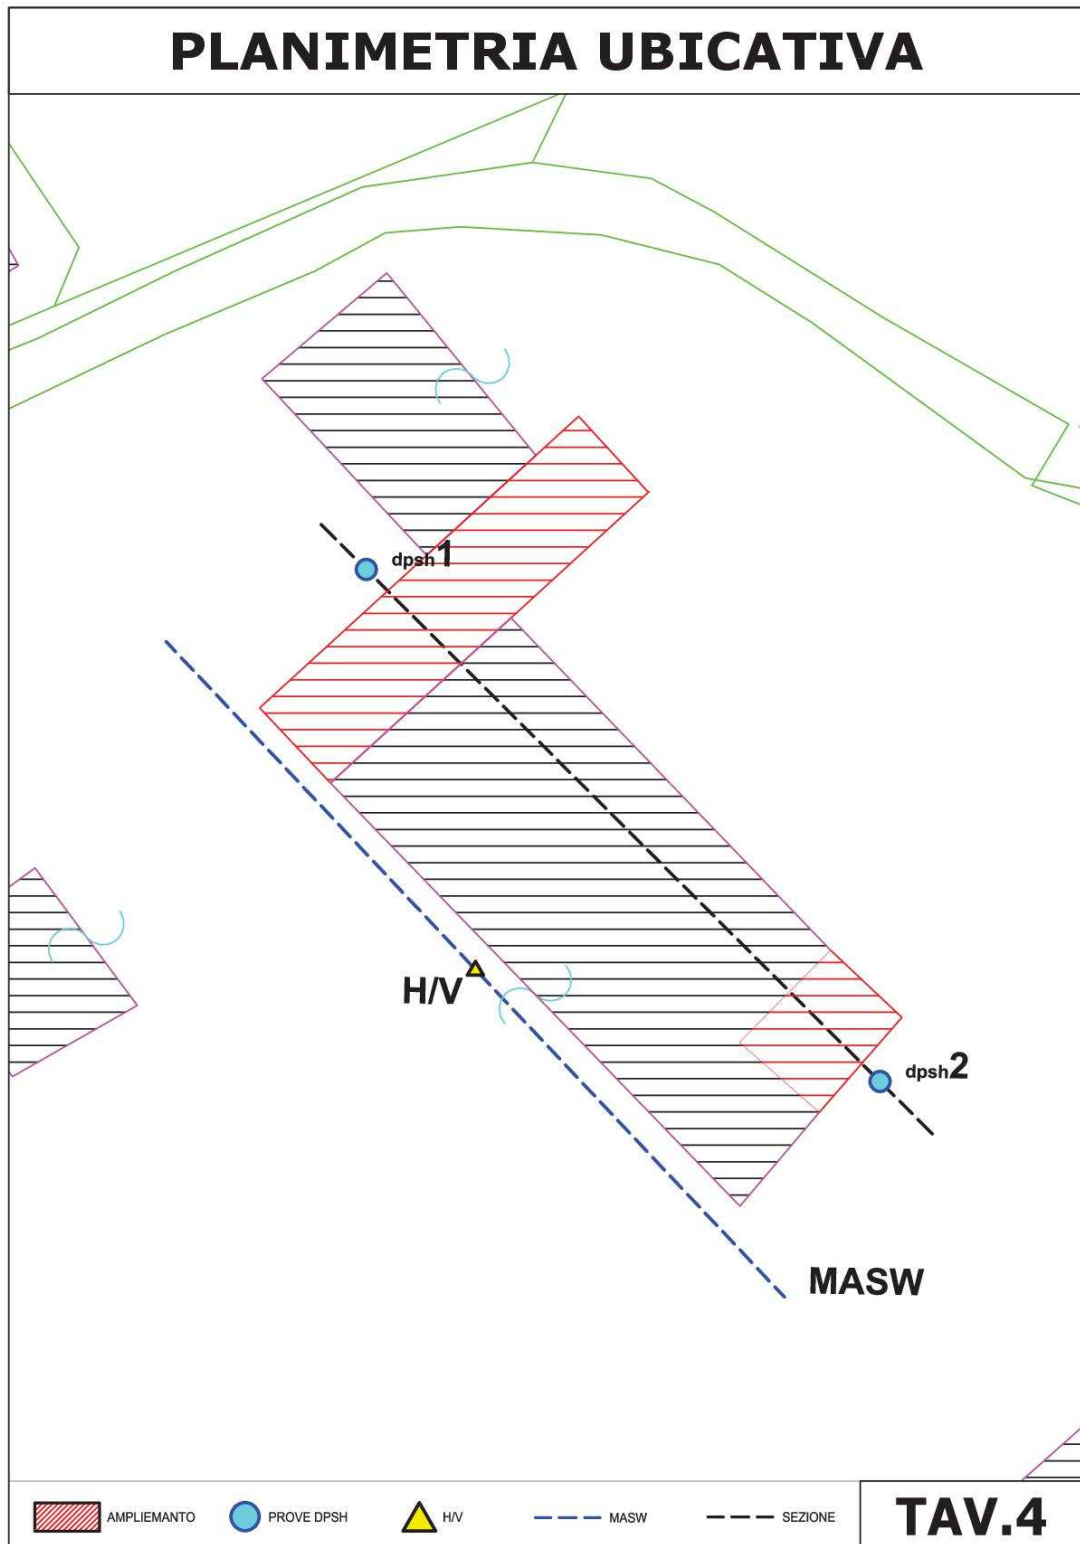 PLANIMETRIA UBICATIVA
dpsh1
H/V
dpsh2
MASW
AMPLIEMANTO
PROVE DPSH
H/V
MASW
SEZIONE
TAV.4